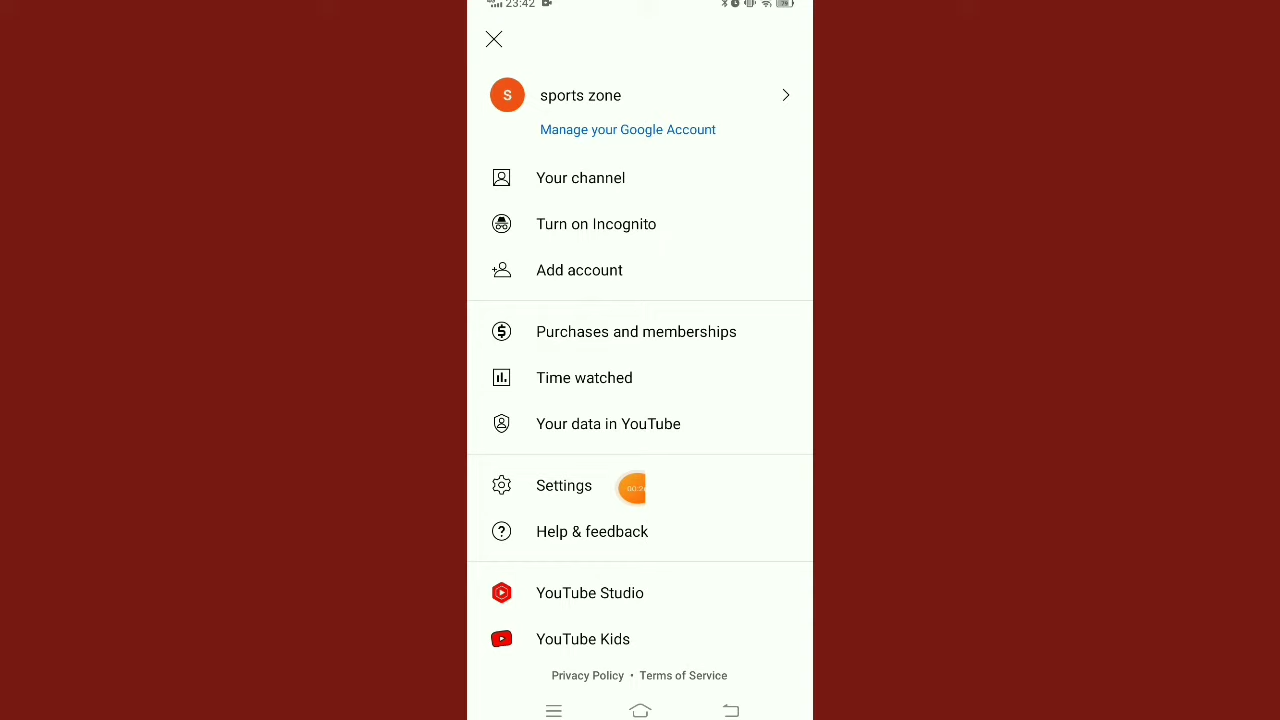 23:42
S sports zone
Manage your Google Account
Your channel
Turn on Incognito
Add account
Purchases and memberships
Time watched
Your data in YouTube
Settings
Help & feedback
YouTube Studio
YouTube Kids
Privacy Policy • Terms of Service